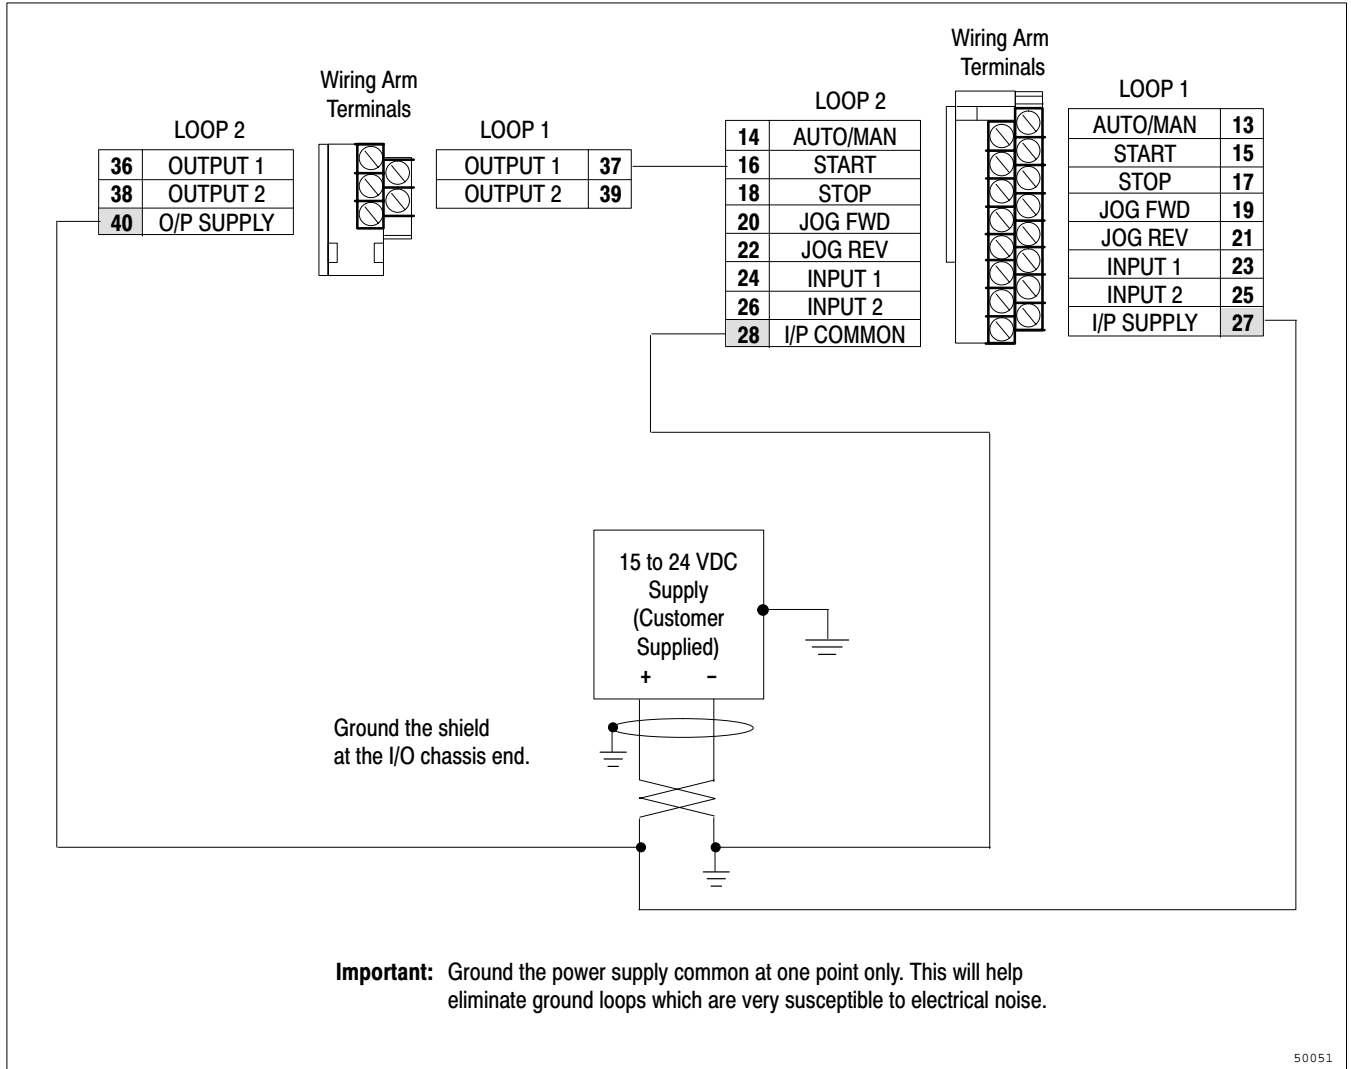 Wiring Arm
Terminals
LOOP 2
36 OUTPUT 1
38 OUTPUT 2
40 O/P SUPPLY
LOOP 1
OUTPUT 1 37
OUTPUT 2 39
Wiring Arm
Terminals
LOOP 2
14 AUTO/MAN
16 START
18 STOP
20 JOG FWD
22 JOG REV
24 INPUT 1
26 INPUT 2
28 I/P COMMON
LOOP 1
AUTO/MAN 13
START 15
STOP 17
JOG FWD 19
JOG REV 21
INPUT 1 23
INPUT 2 25
I/P SUPPLY 27
15 to 24 VDC
Supply
(Customer
Supplied)
+ −
Ground the shield
at the I/O chassis end.
Important: Ground the power supply common at one point only. This will help
eliminate ground loops which are very susceptible to electrical noise.
50051